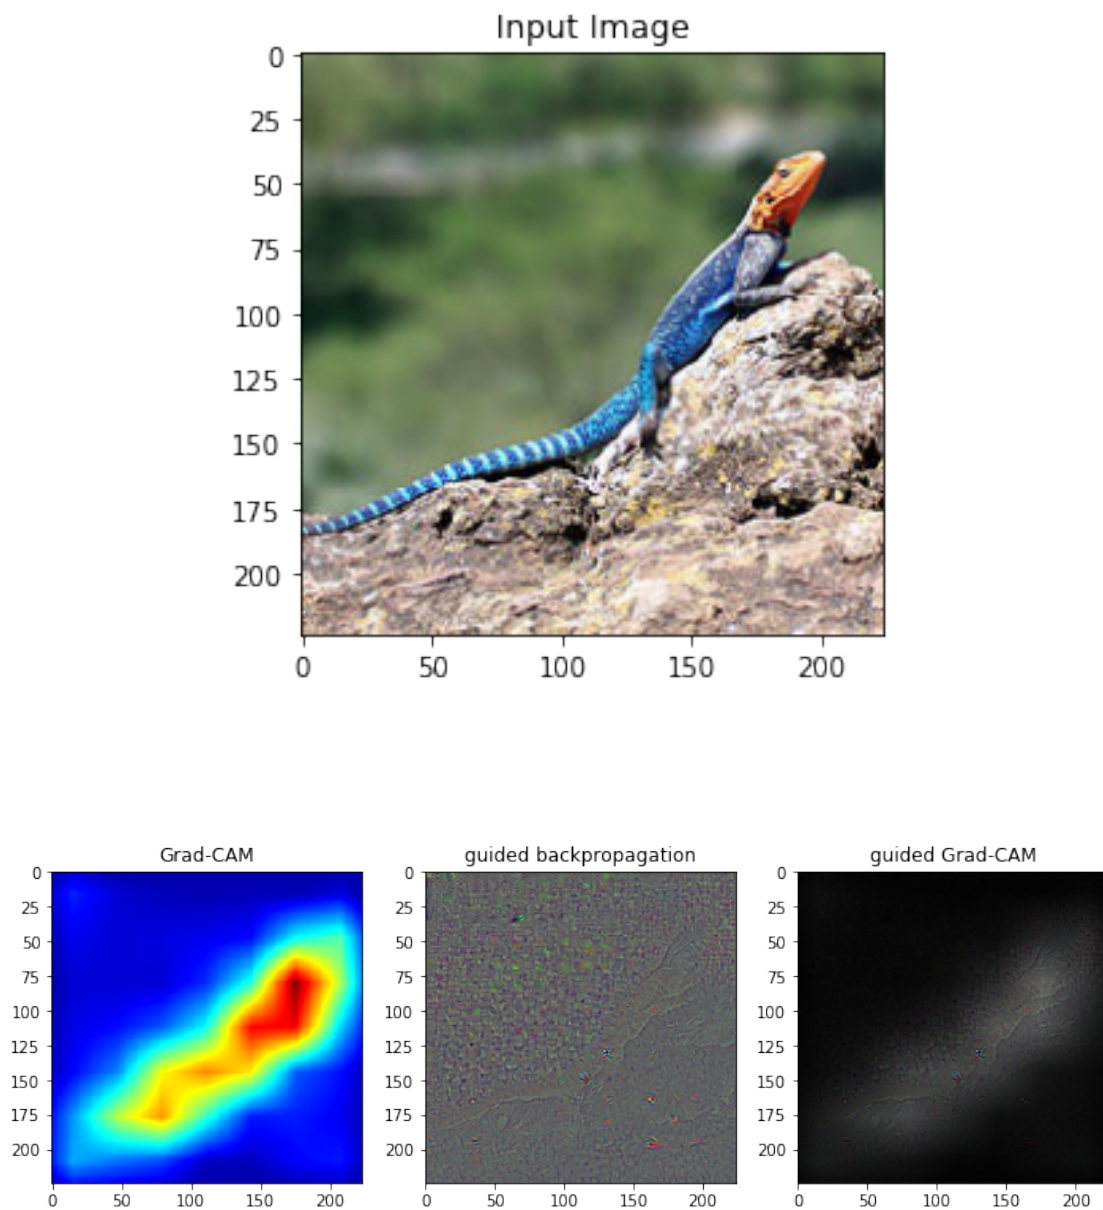 Input Image
0
25
50
75
100
125
150
175
200
0 50 100 150 200
Grad-CAM guided backpropagation guided Grad-CAM
0 0 0
25 25 25
50 50 50
75 75 75
100 100 100
125 125 125
150 150 150
175 175 175
200 200 200
0 50 100 150 200 0 50 100 150 200 0 50 100 150 200